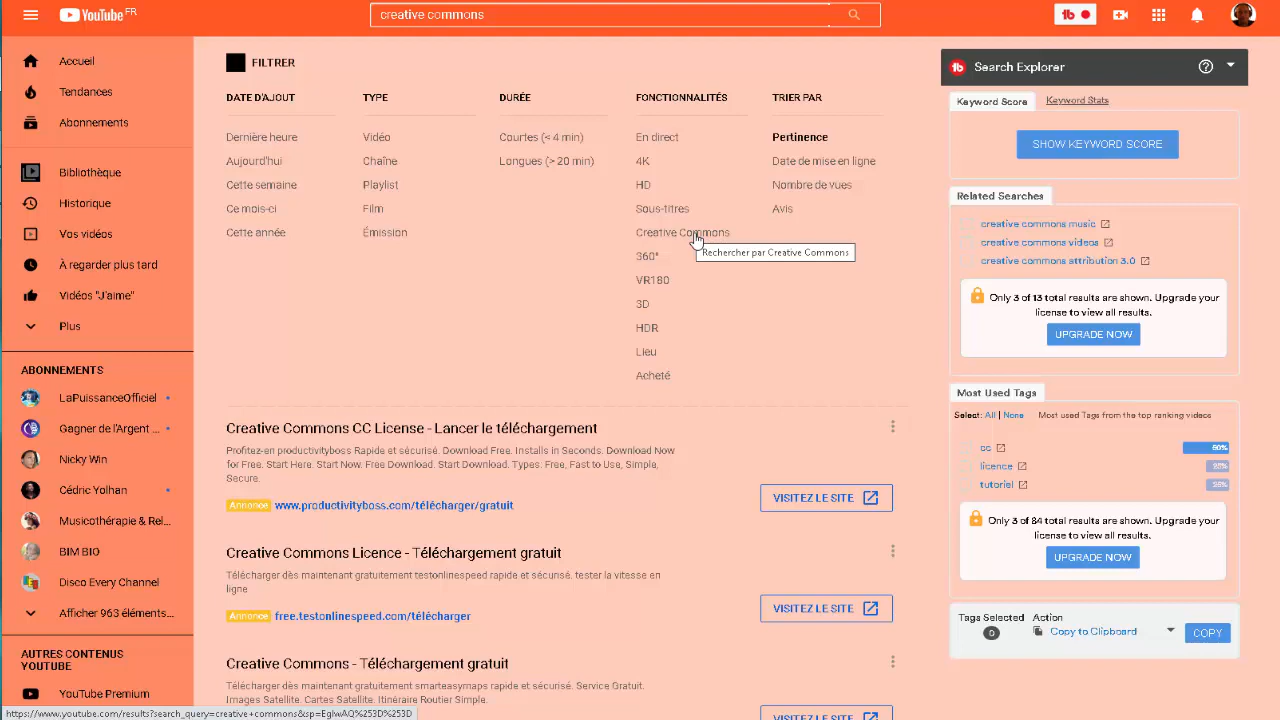 YouTube FR
creative commons
Accueil
Tendances
Abonnements
Bibliothèque
Historique
Vos vidéos
À regarder plus tard
Vidéos "J'aime"
Plus
ABONNEMENTS
LaPuissanceOfficiel
Gagner de l'Argent ...
Nicky Win
Cédric Yolhan
Musicothérapie & Rel...
BIM BIO
Disco Every Channel
Afficher 963 éléments...
AUTRES CONTENUS
YOUTUBE
YouTube Premium
FILTRER
DATE D'AJOUT
Dernière heure
Aujourd'hui
Cette semaine
Ce mois-ci
Cette année
TYPE
Vidéo
Chaîne
Playlist
Film
Émission
DURÉE
Courtes (< 4 min)
Longues (> 20 min)
FONCTIONNALITÉS
En direct
4K
HD
Sous-titres
Creative Commons
360°
VR180
3D
HDR
Lieu
Acheté
Rechercher par Creative Commons
TRIER PAR
Pertinence
Date de mise en ligne
Nombre de vues
Avis
Creative Commons CC License - Lancer le téléchargement
Profitez-en productivityboss Rapide et sécurisé. Download Free. Installs in Seconds. Download Now
for Free. Start Here. Start Now. Free Download. Start Download. Types: Free, Fast to Use, Simple,
Secure.
Annonce www.productivityboss.com/télécharger/gratuit
VISITEZ LE SITE
Creative Commons Licence - Téléchargement gratuit
Télécharger dès maintenant gratuitement testonlinespeed rapide et sécurisé. tester la vitesse en
ligne
Annonce free.testonlinespeed.com/télécharger
VISITEZ LE SITE
Creative Commons - Téléchargement gratuit
Télécharger dès maintenant gratuitement smarteasymaps rapide et sécurisé. Service Gratuit.
Images Satellite. Cartes Satellite. Itinéraire Routier Simple.
VISITEZ LE SITE
https://www.youtube.com/results?search_query=creative+commons&sp=EgIwAQ%253D%253D
tb
Search Explorer
Keyword Score
Keyword Stats
SHOW KEYWORD SCORE
Related Searches
creative commons music
creative commons videos
creative commons attribution 3.0
Only 3 of 13 total results are shown. Upgrade your
license to view all results.
UPGRADE NOW
Most Used Tags
Select: All | None Most used Tags from the top ranking videos
cc 50%
licence 25%
tutoriel 25%
Only 3 of 84 total results are shown. Upgrade your
license to view all results.
UPGRADE NOW
Tags Selected
0
Action
Copy to Clipboard
COPY